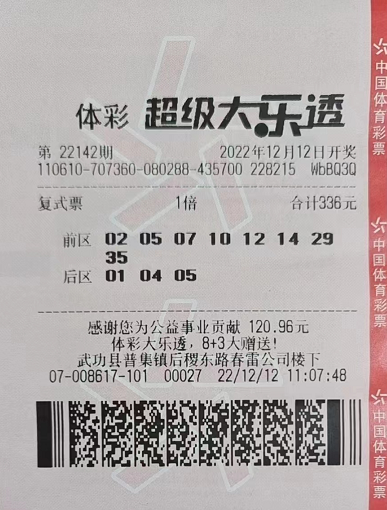 体彩 超级大乐透
第 22142期 2022年12月12日开奖
110610-707360-080288-435700 228215 WbBQ3Q
复式票 1倍 合计336元
前区 02 05 07 10 12 14 29
35
后区 01 04 05
感谢您为公益事业贡献 120.96元
体彩大乐透，8+3大赠送！
武功县普集镇后稷东路春雷公司楼下
07-008617-101 00027 22/12/12 11:07:48
中国体育彩票
中国体育彩票
中国体育彩票